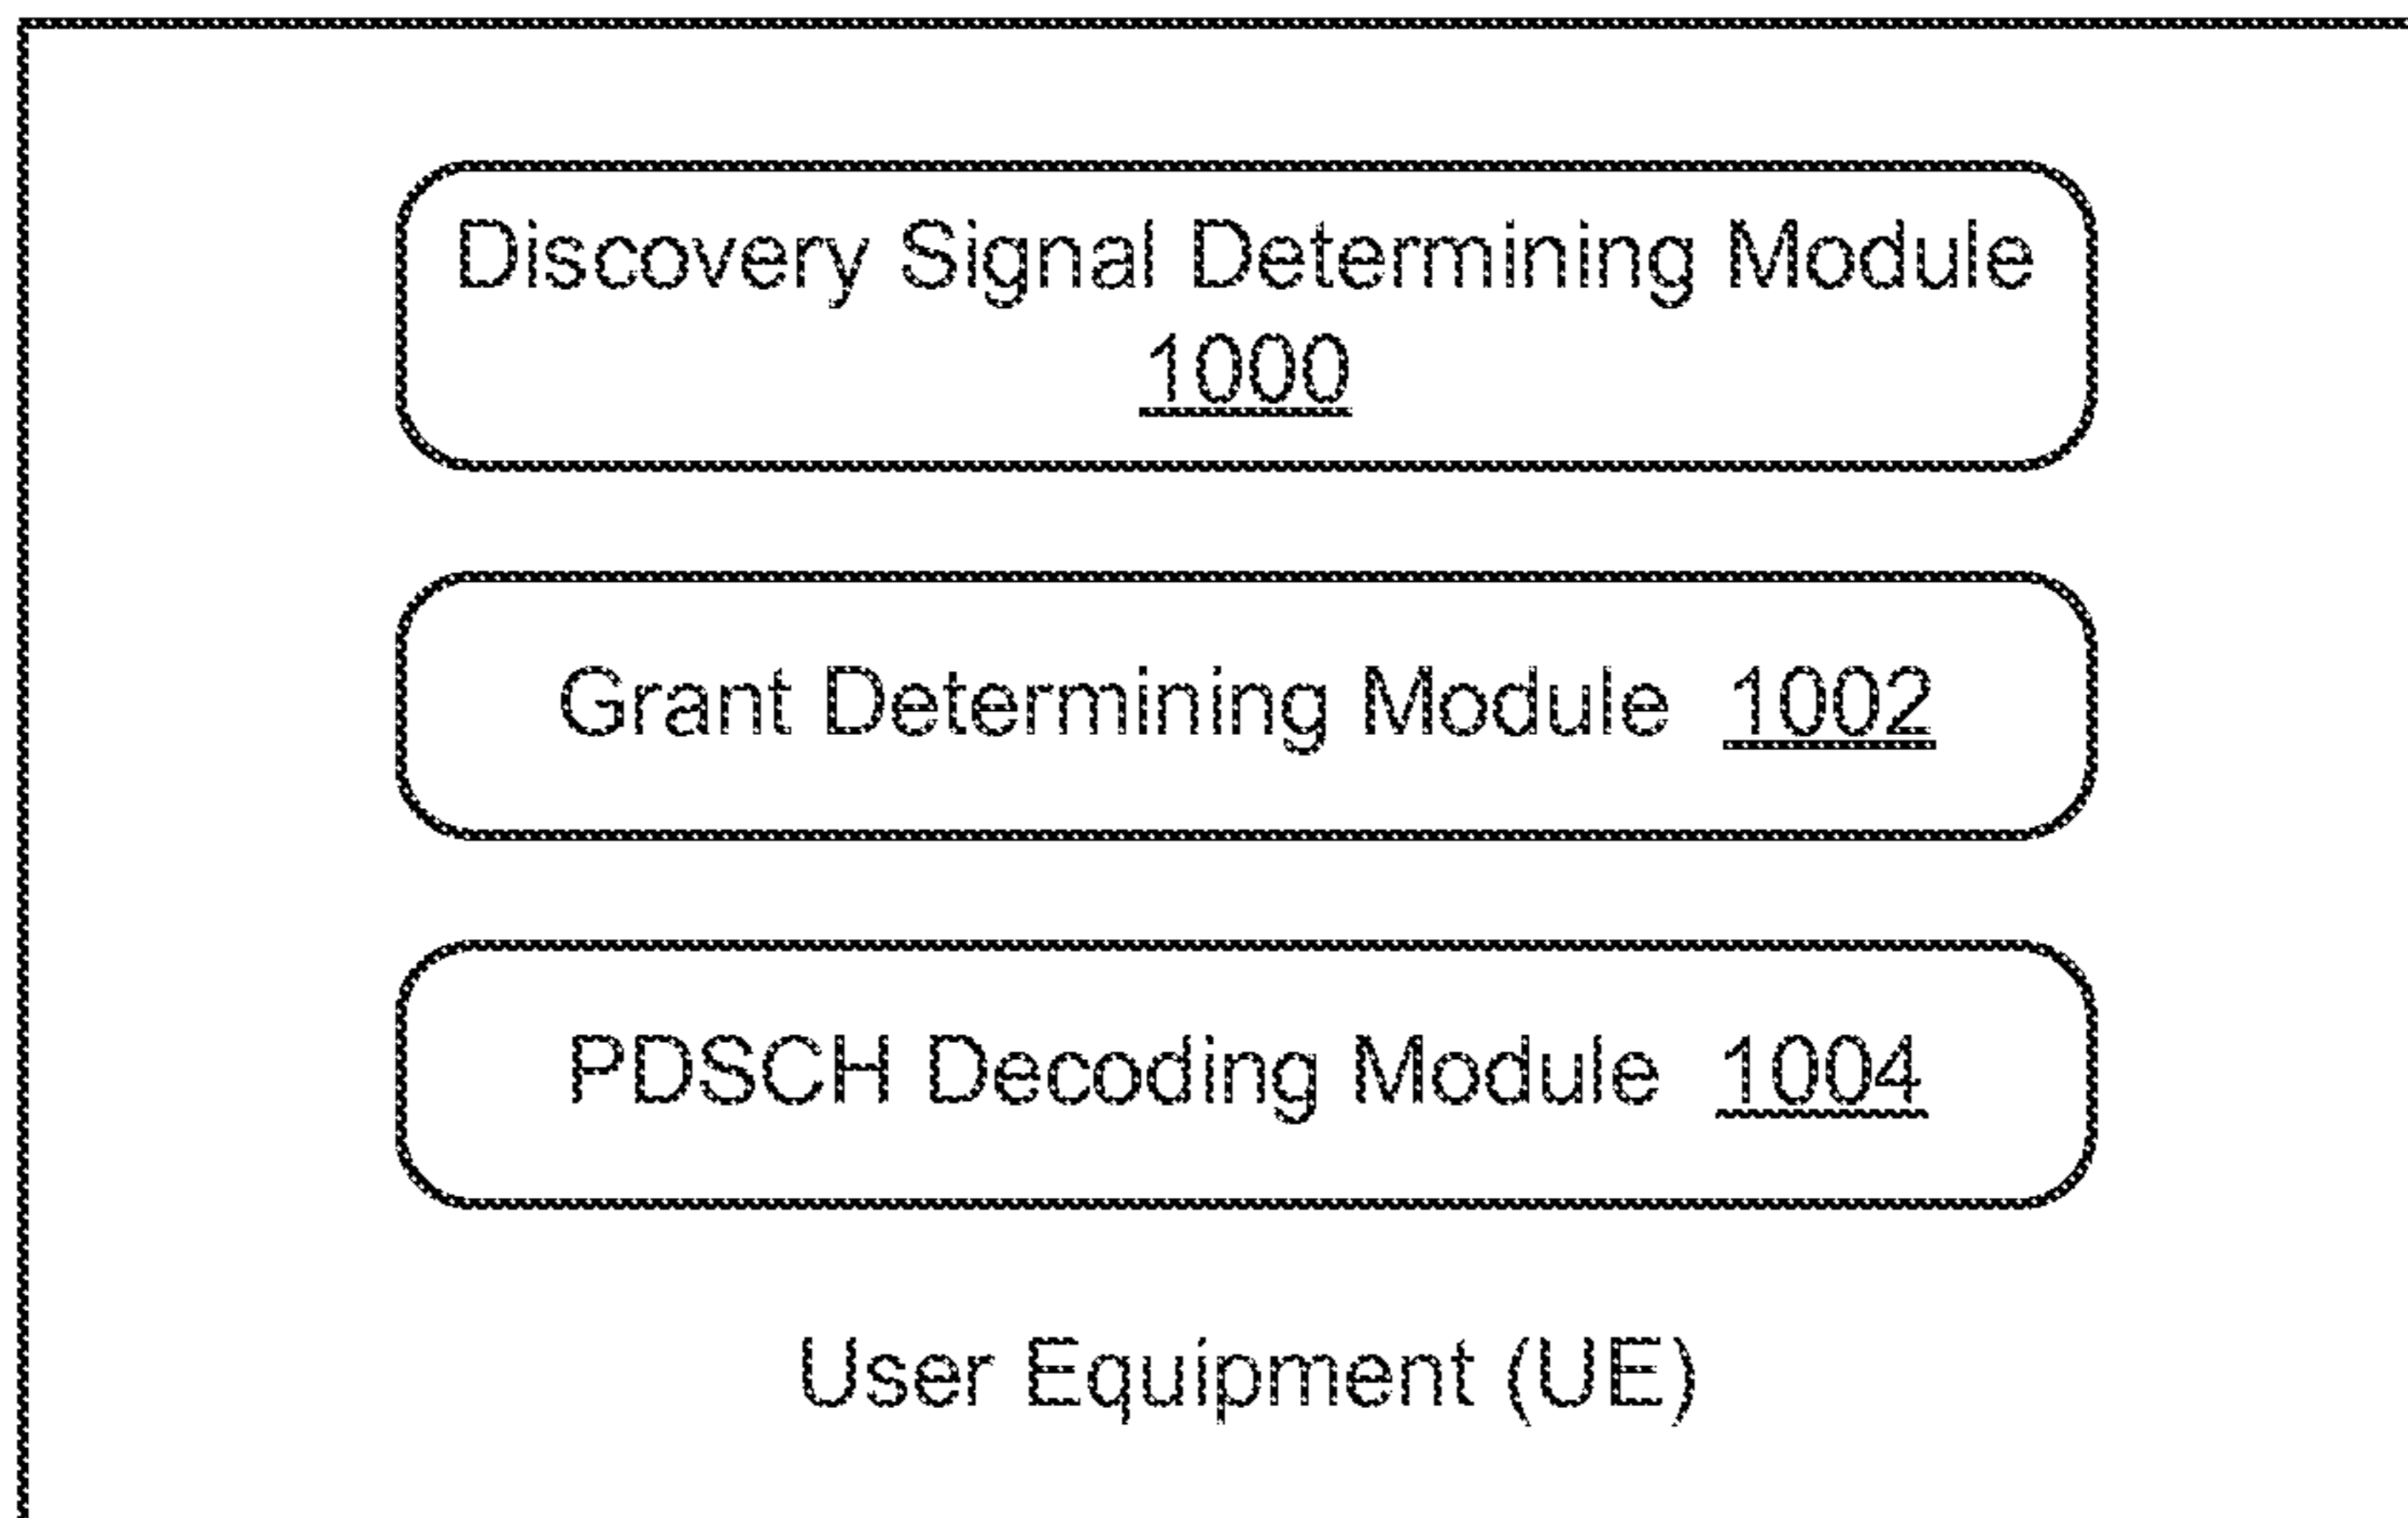 Discovery Signal Determining Module
1000
Grant Determining Module 1002
PDSCH Decoding Module 1004
User Equipment (UE)